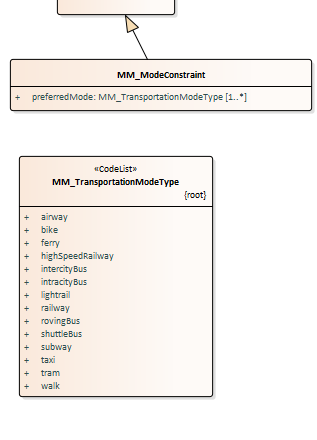 MM_ModeConstraint
+ preferredMode: MM_TransportationModeType [1..*]
«CodeList»
MM_TransportationModeType
{root}
+ airway
+ bike
+ ferry
+ highSpeedRailway
+ intercityBus
+ intracityBus
+ lightrail
+ railway
+ rovingBus
+ shuttleBus
+ subway
+ taxi
+ tram
+ walk